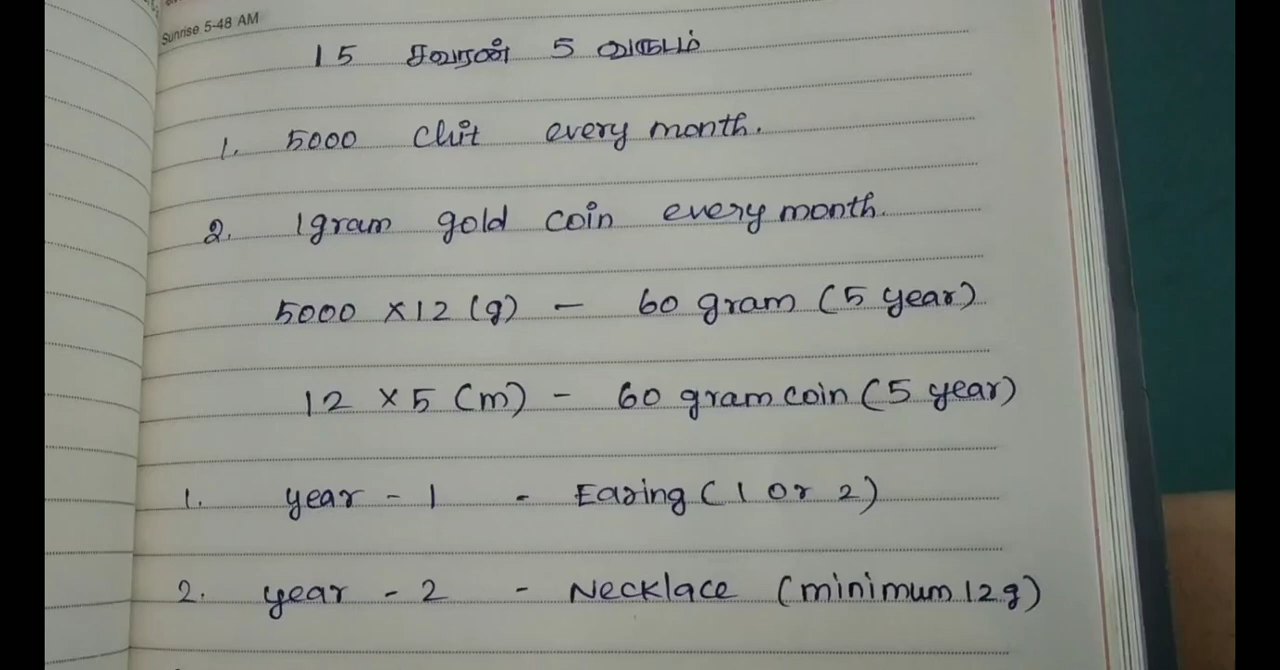 Sunrise 5-48 AM
15 சவரன் 5 வருடம்
1. 5000 Chit every month.
2. 1gram gold coin every month.
5000 x12 (g) - 60 gram (5 year)
12 x5 (m) - 60 gram coin (5 year)
1. year - 1 - Earing (1 or 2)
2. year - 2 - Necklace (minimum 12g)